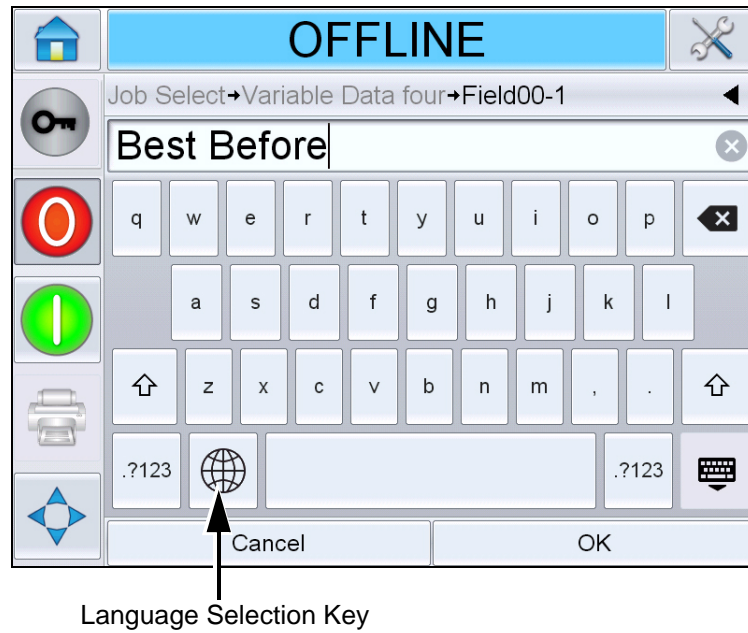 OFFLINE
Job Select→Variable Data four→Field00-1
Best Before
q w e r t y u i o p
a s d f g h j k l
z x c v b n m , .
.?123 .?123
Cancel OK
Language Selection Key